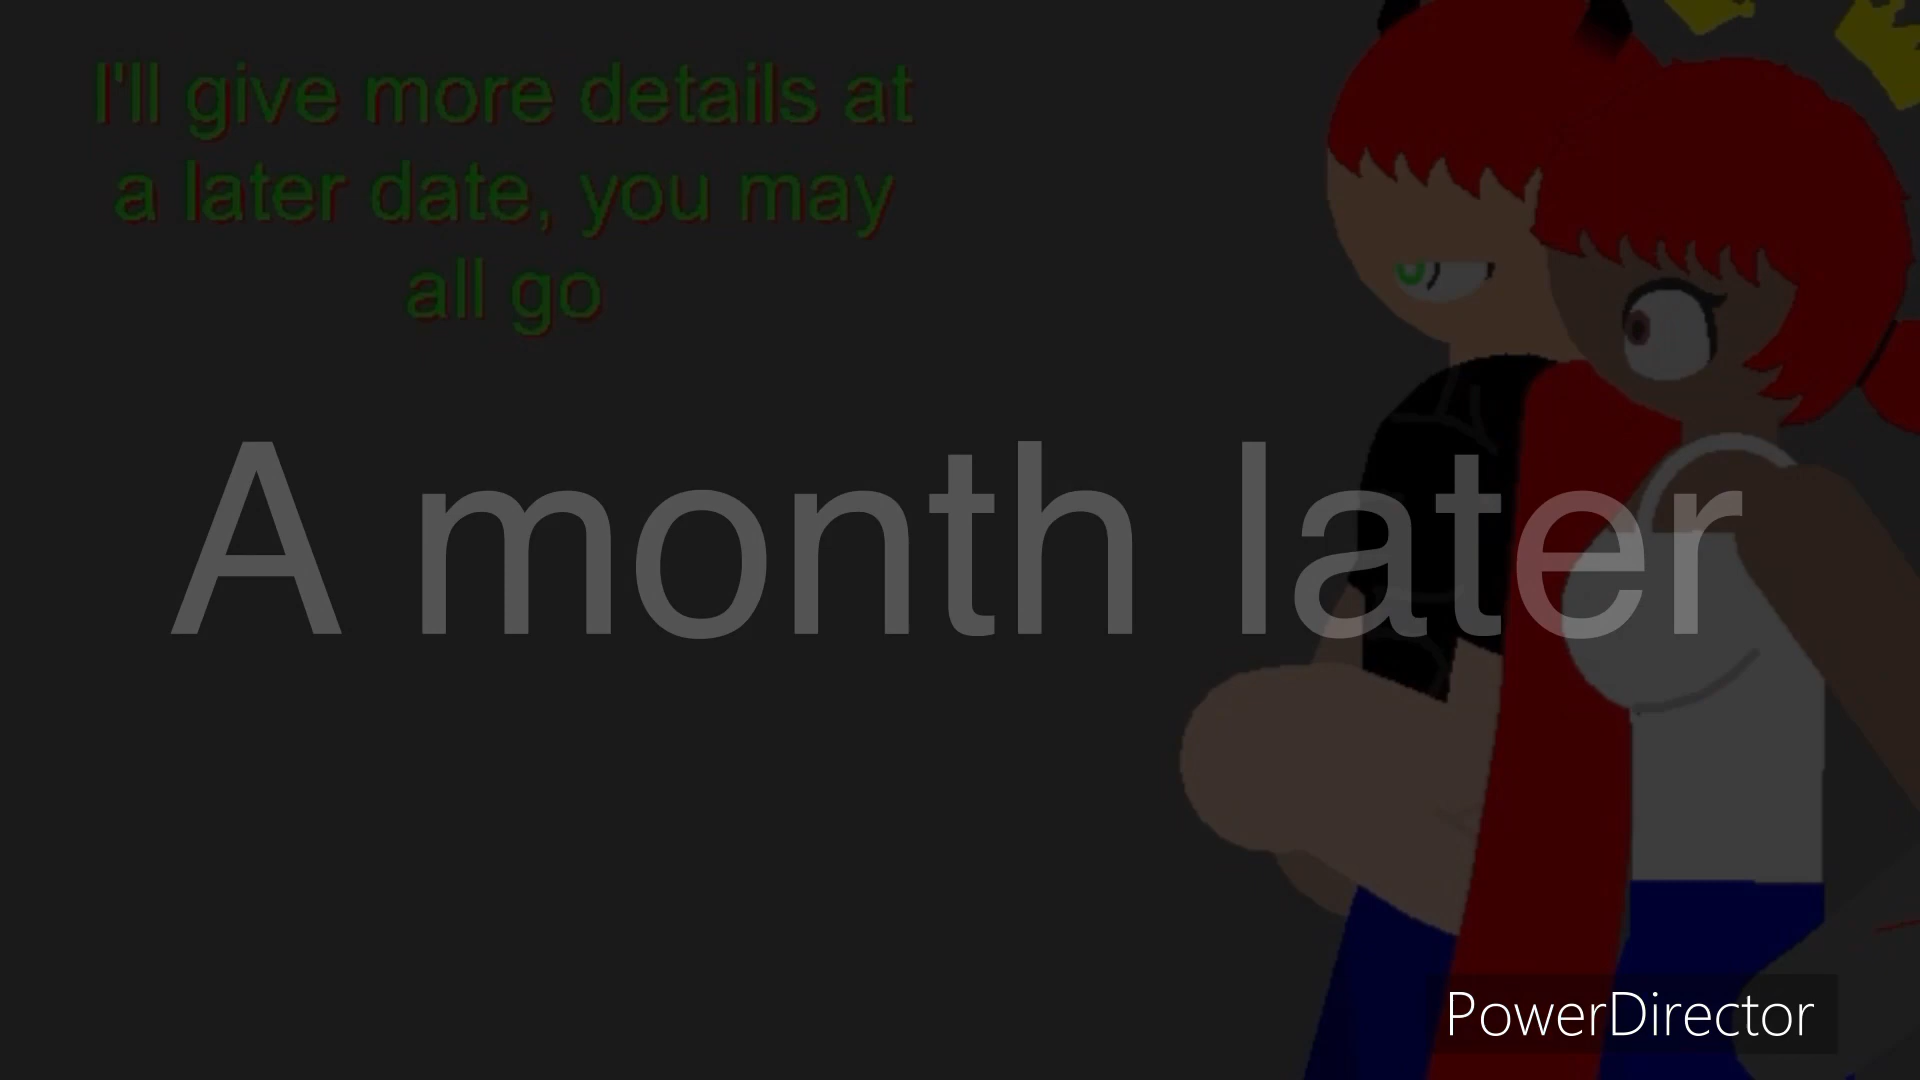 I'll give more details at
a later date, you may
all go
A month later
PowerDirector